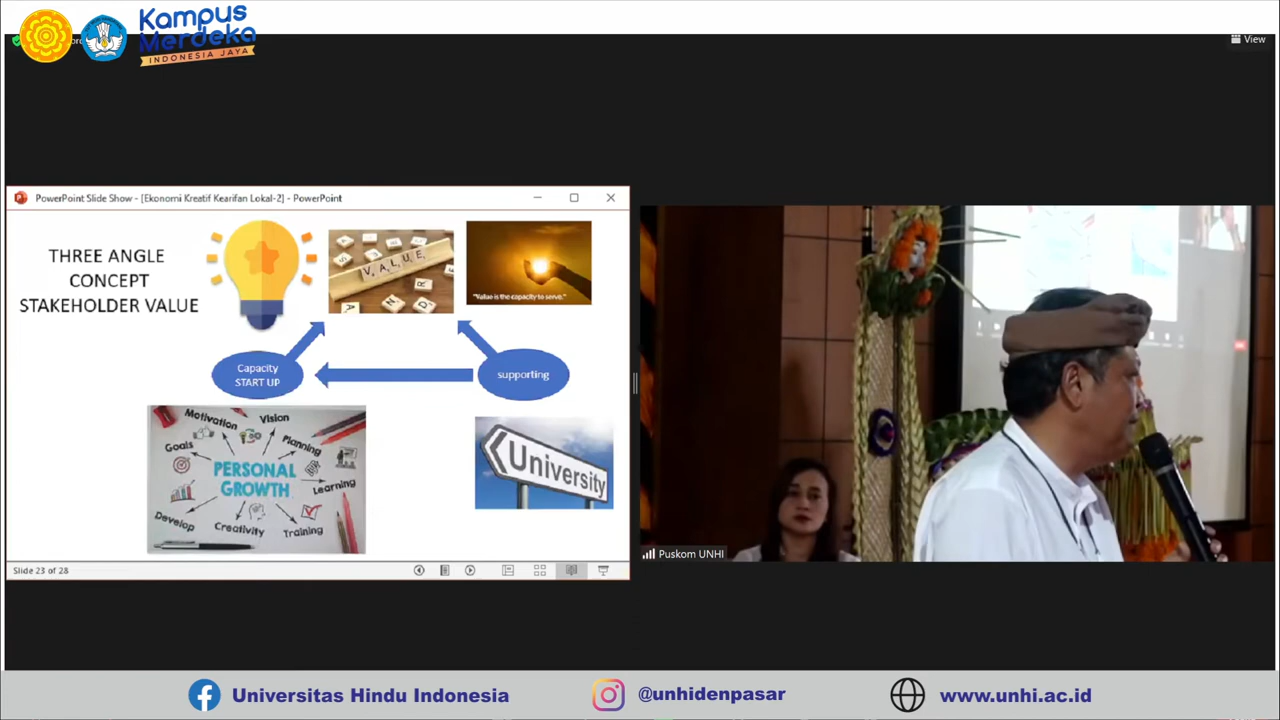 Kampus
Merdeka
INDONESIA JAYA
View
PowerPoint Slide Show - [Ekonomi Kreatif Kearifan Lokal-2] - PowerPoint
THREE ANGLE
CONCEPT
STAKEHOLDER VALUE
VALUE
"Value is the capacity to serve."
Capacity
START UP
supporting
Motivation
Vision
Goals
Planning
PERSONAL
GROWTH
Learning
Develop
Creativity
Training
University
Slide 23 of 28
Puskom UNHI
Universitas Hindu Indonesia
@unhidenpasar
www.unhi.ac.id